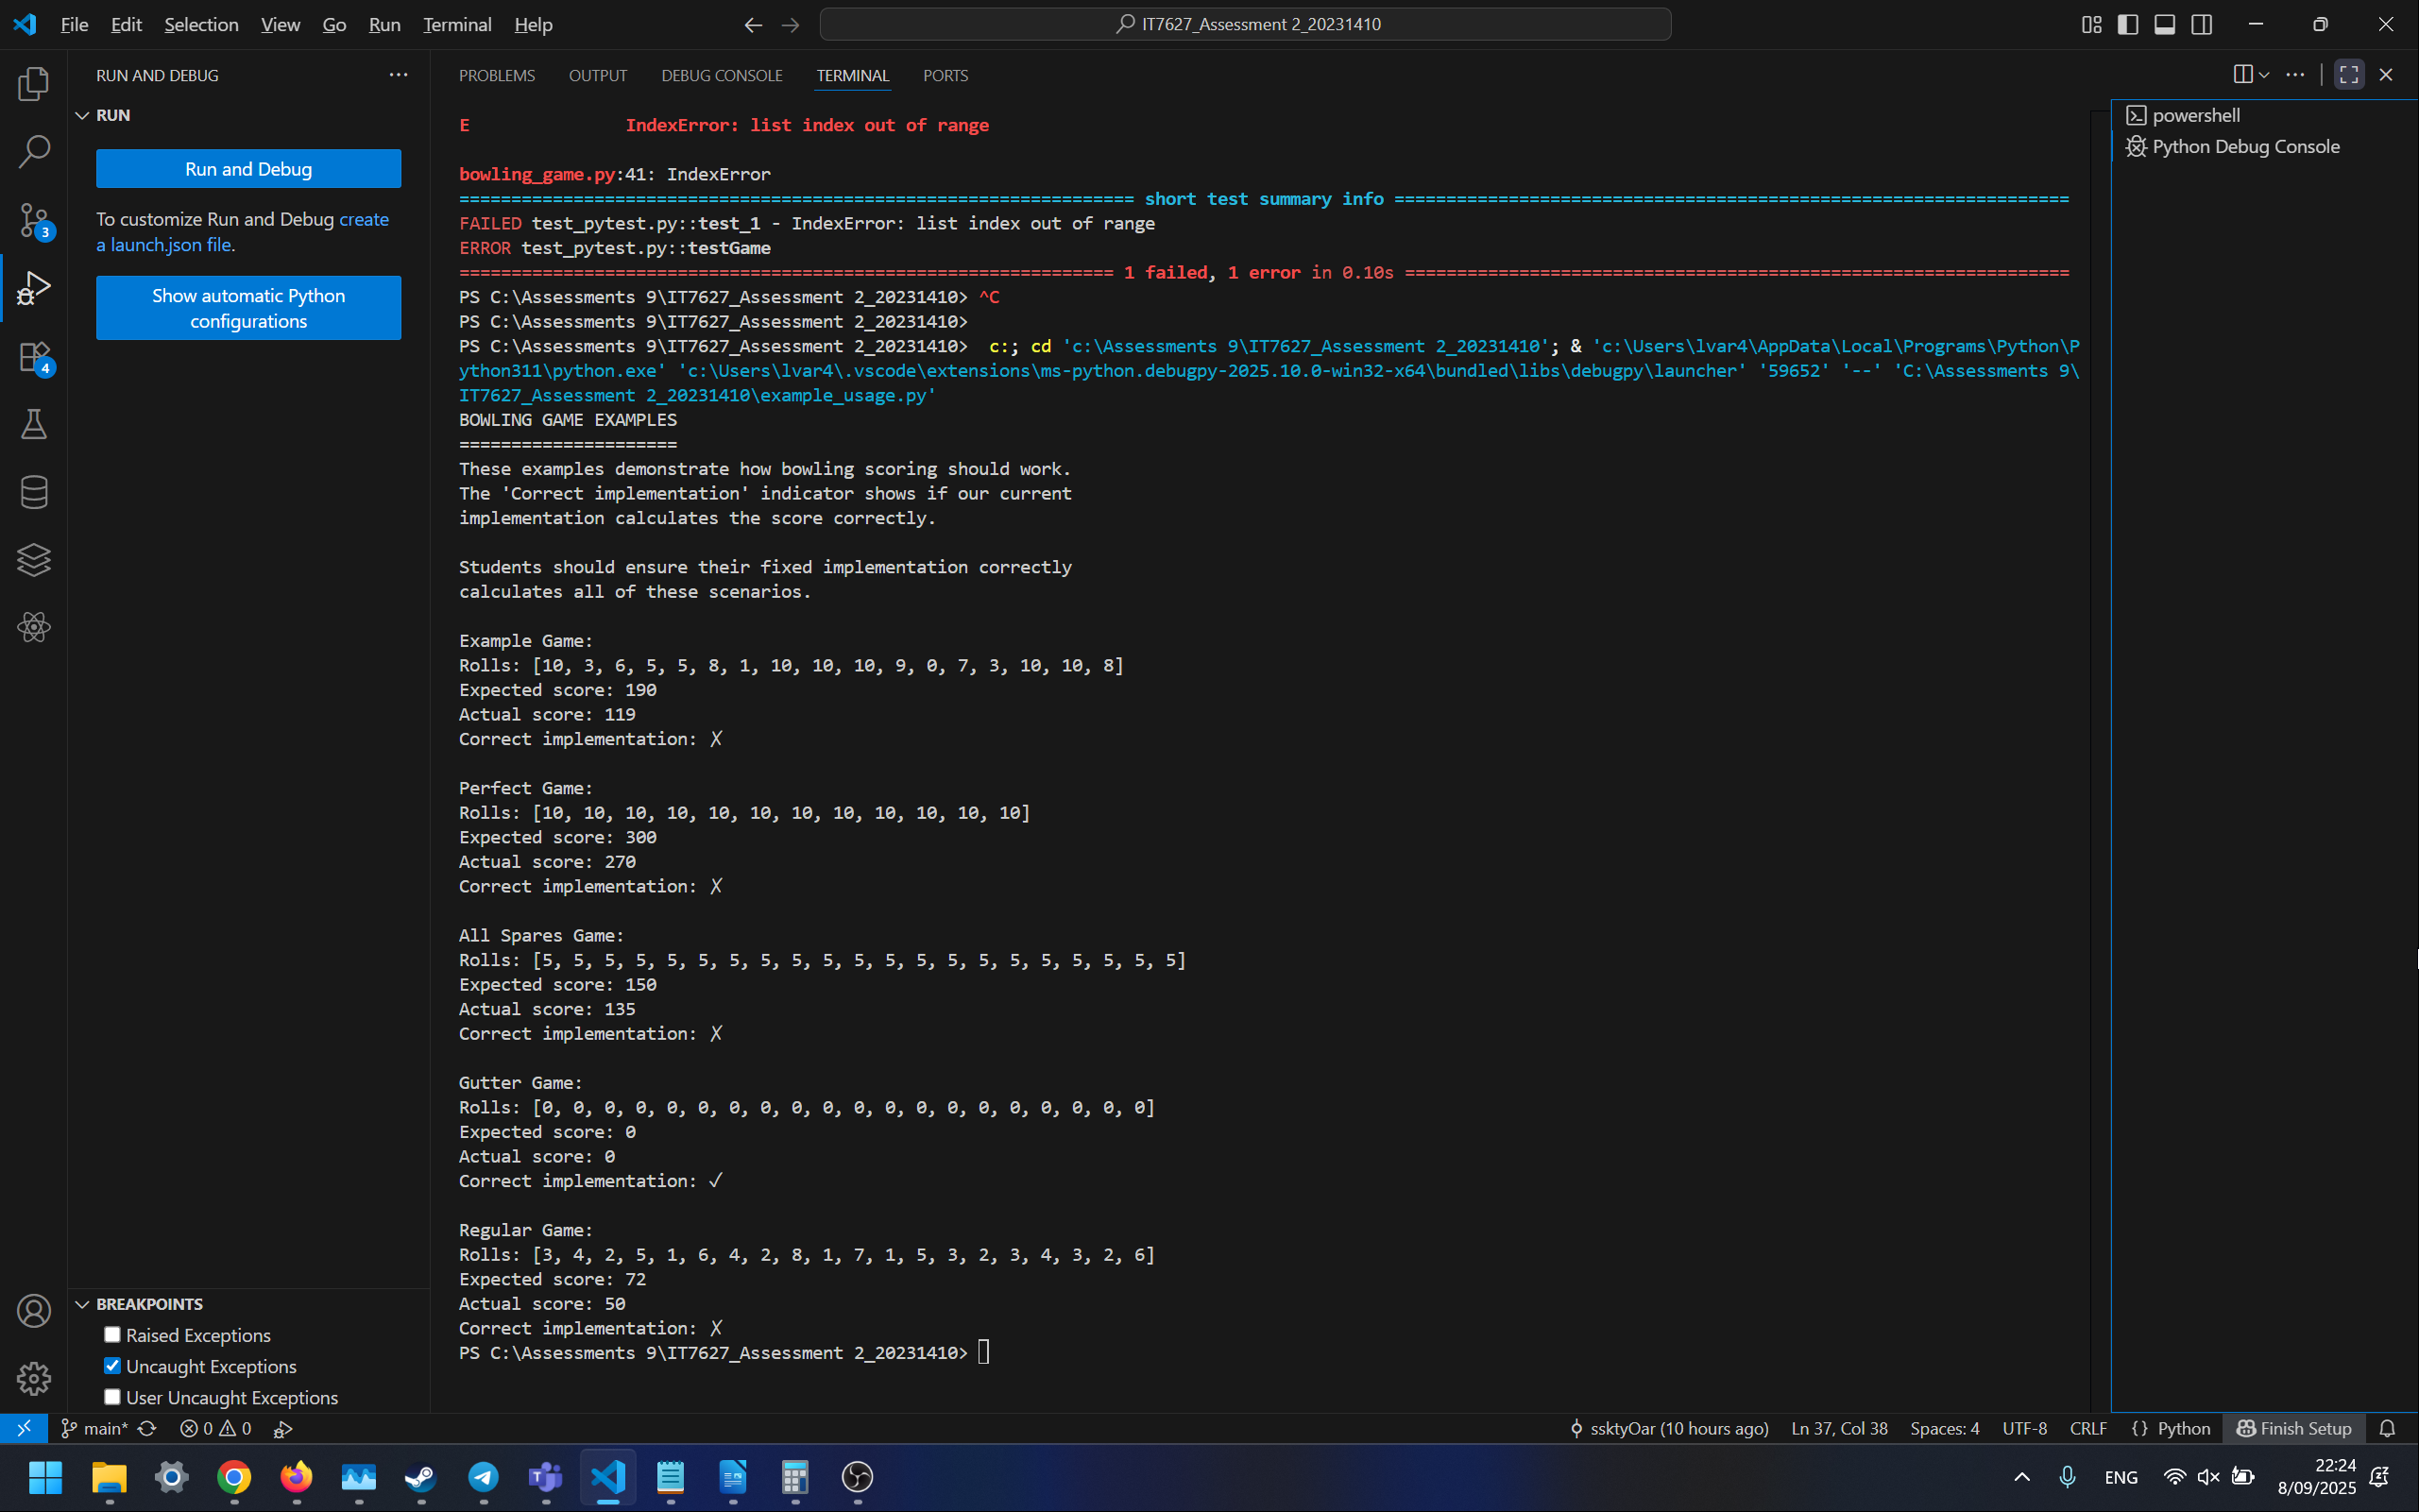 File Edit Selection View Go Run Terminal Help
IT7627_Assessment 2_20231410
RUN AND DEBUG
RUN
Run and Debug
To customize Run and Debug create
a launch.json file.
Show automatic Python
configurations
3
4
PROBLEMS OUTPUT DEBUG CONSOLE TERMINAL PORTS
E IndexError: list index out of range
bowling_game.py:41: IndexError
================================================================= short test summary info =================================================================
FAILED test_pytest.py::test_1 - IndexError: list index out of range
ERROR test_pytest.py::testGame
=============================================================== 1 failed, 1 error in 0.10s ================================================================
PS C:\Assessments 9\IT7627_Assessment 2_20231410> ^C
PS C:\Assessments 9\IT7627_Assessment 2_20231410>
PS C:\Assessments 9\IT7627_Assessment 2_20231410>  c:; cd 'c:\Assessments 9\IT7627_Assessment 2_20231410'; & 'c:\Users\lvar4\AppData\Local\Programs\Python\P
ython311\python.exe' 'c:\Users\lvar4\.vscode\extensions\ms-python.debugpy-2025.10.0-win32-x64\bundled\libs\debugpy\launcher' '59652' '--' 'C:\Assessments 9\
IT7627_Assessment 2_20231410\example_usage.py'
BOWLING GAME EXAMPLES
=====================
These examples demonstrate how bowling scoring should work.
The 'Correct implementation' indicator shows if our current
implementation calculates the score correctly.
Students should ensure their fixed implementation correctly
calculates all of these scenarios.
Example Game:
Rolls: [10, 3, 6, 5, 5, 8, 1, 10, 10, 10, 9, 0, 7, 3, 10, 10, 8]
Expected score: 190
Actual score: 119
Correct implementation: ✗
Perfect Game:
Rolls: [10, 10, 10, 10, 10, 10, 10, 10, 10, 10, 10, 10]
Expected score: 300
Actual score: 270
Correct implementation: ✗
All Spares Game:
Rolls: [5, 5, 5, 5, 5, 5, 5, 5, 5, 5, 5, 5, 5, 5, 5, 5, 5, 5, 5, 5, 5]
Expected score: 150
Actual score: 135
Correct implementation: ✗
Gutter Game:
Rolls: [0, 0, 0, 0, 0, 0, 0, 0, 0, 0, 0, 0, 0, 0, 0, 0, 0, 0, 0, 0]
Expected score: 0
Actual score: 0
Correct implementation: ✓
Regular Game:
Rolls: [3, 4, 2, 5, 1, 6, 4, 2, 8, 1, 7, 1, 5, 3, 2, 3, 4, 3, 2, 6]
Expected score: 72
Actual score: 50
Correct implementation: ✗
PS C:\Assessments 9\IT7627_Assessment 2_20231410>
powershell
Python Debug Console
BREAKPOINTS
Raised Exceptions
Uncaught Exceptions
User Uncaught Exceptions
main* 0 0
ssktyOar (10 hours ago) Ln 37, Col 38 Spaces: 4 UTF-8 CRLF {} Python Finish Setup
ENG
22:24
8/09/2025